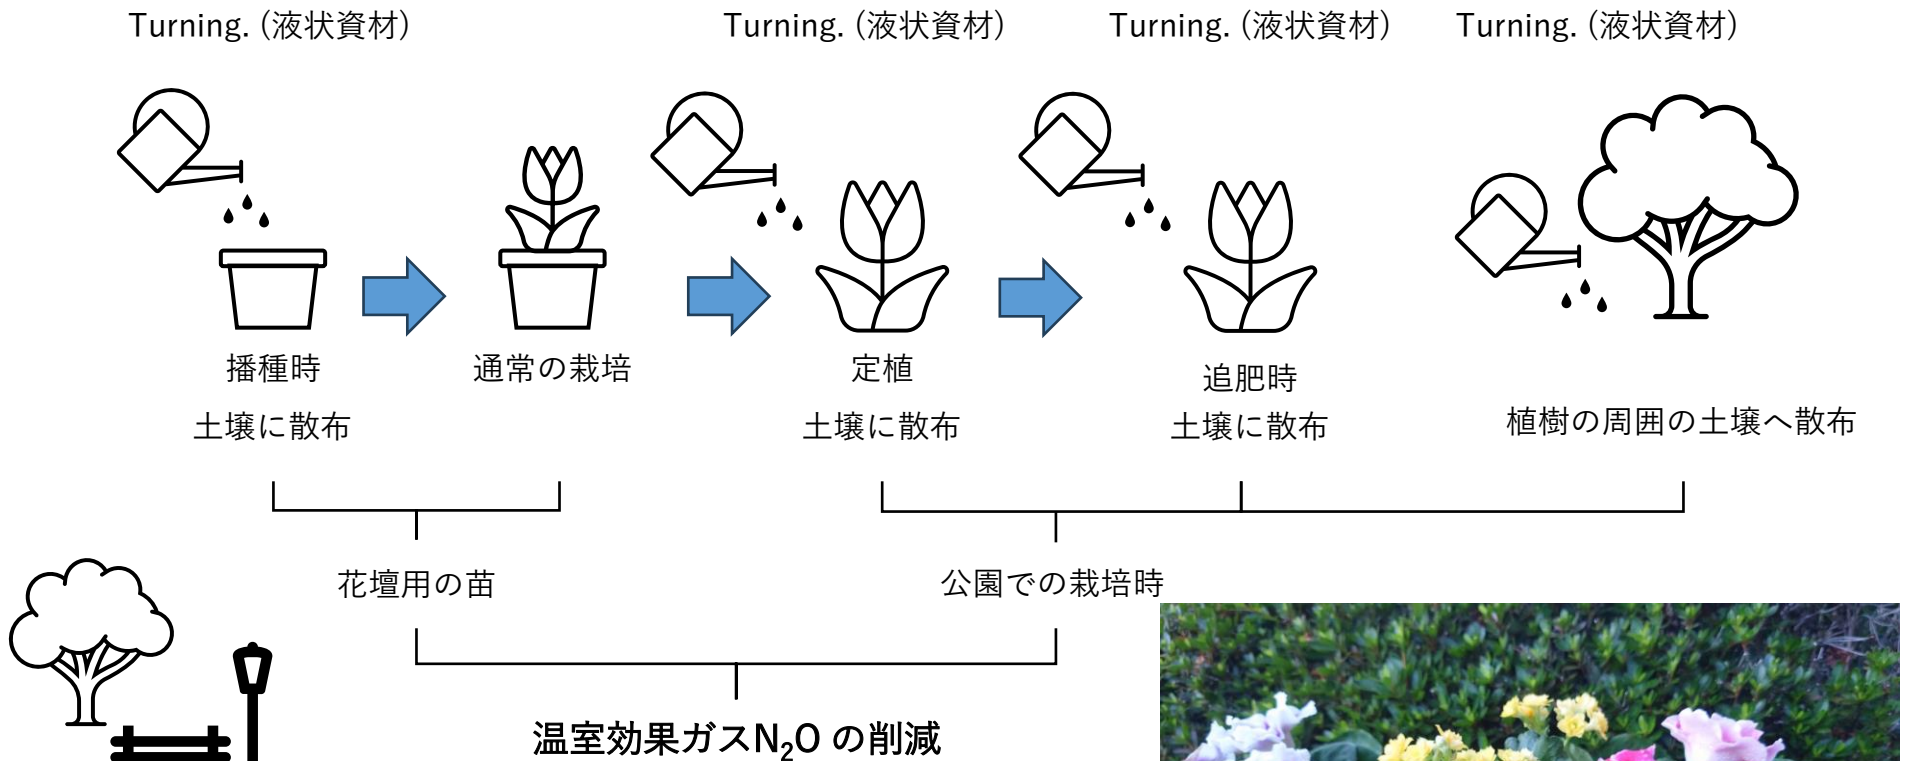 Turning. (液状資材)
Turning. (液状資材)
Turning. (液状資材)
Turning. (液状資材)
播種時
土壌に散布
通常の栽培
定植
土壌に散布
追肥時
土壌に散布
植樹の周囲の土壌へ散布
花壇用の苗
公園での栽培時
温室効果ガスN₂O の削減